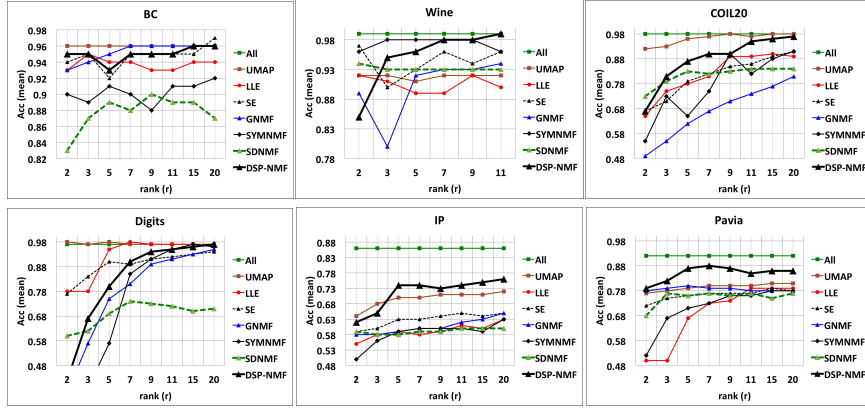 BC
Acc (mean)
0.98
0.96
0.94
0.92
0.9
0.88
0.86
0.84
0.82
2 3 5 7 9 11 15 20
rank (r)
All
UMAP
LLE
SE
GNMF
SYMNMF
SDNMF
DSP-NMF
Wine
Acc (mean)
0.98
0.93
0.88
0.83
0.78
2 3 5 7 9 11
rank (r)
All
UMAP
LLE
SE
GNMF
SYMNMF
SDNMF
DSP-NMF
COIL20
Acc (mean)
0.98
0.88
0.78
0.68
0.58
0.48
2 3 5 7 9 11 15 20
rank (r)
All
UMAP
LLE
SE
GNMF
SYMNMF
SDNMF
DSP-NMF
Digits
Acc (mean)
0.98
0.88
0.78
0.68
0.58
0.48
2 3 5 7 9 11 15 20
rank (r)
All
UMAP
LLE
SE
GNMF
SYMNMF
SDNMF
DSP-NMF
IP
Acc (mean)
0.88
0.83
0.78
0.73
0.68
0.63
0.58
0.53
0.48
2 3 5 7 9 11 15 20
rank (r)
All
UMAP
LLE
SE
GNMF
SYMNMF
SDNMF
DSP-NMF
Pavia
Acc (mean)
0.98
0.88
0.78
0.68
0.58
0.48
2 3 5 7 9 11 15 20
rank (r)
All
UMAP
LLE
SE
GNMF
SYMNMF
SDNMF
DSP-NMF